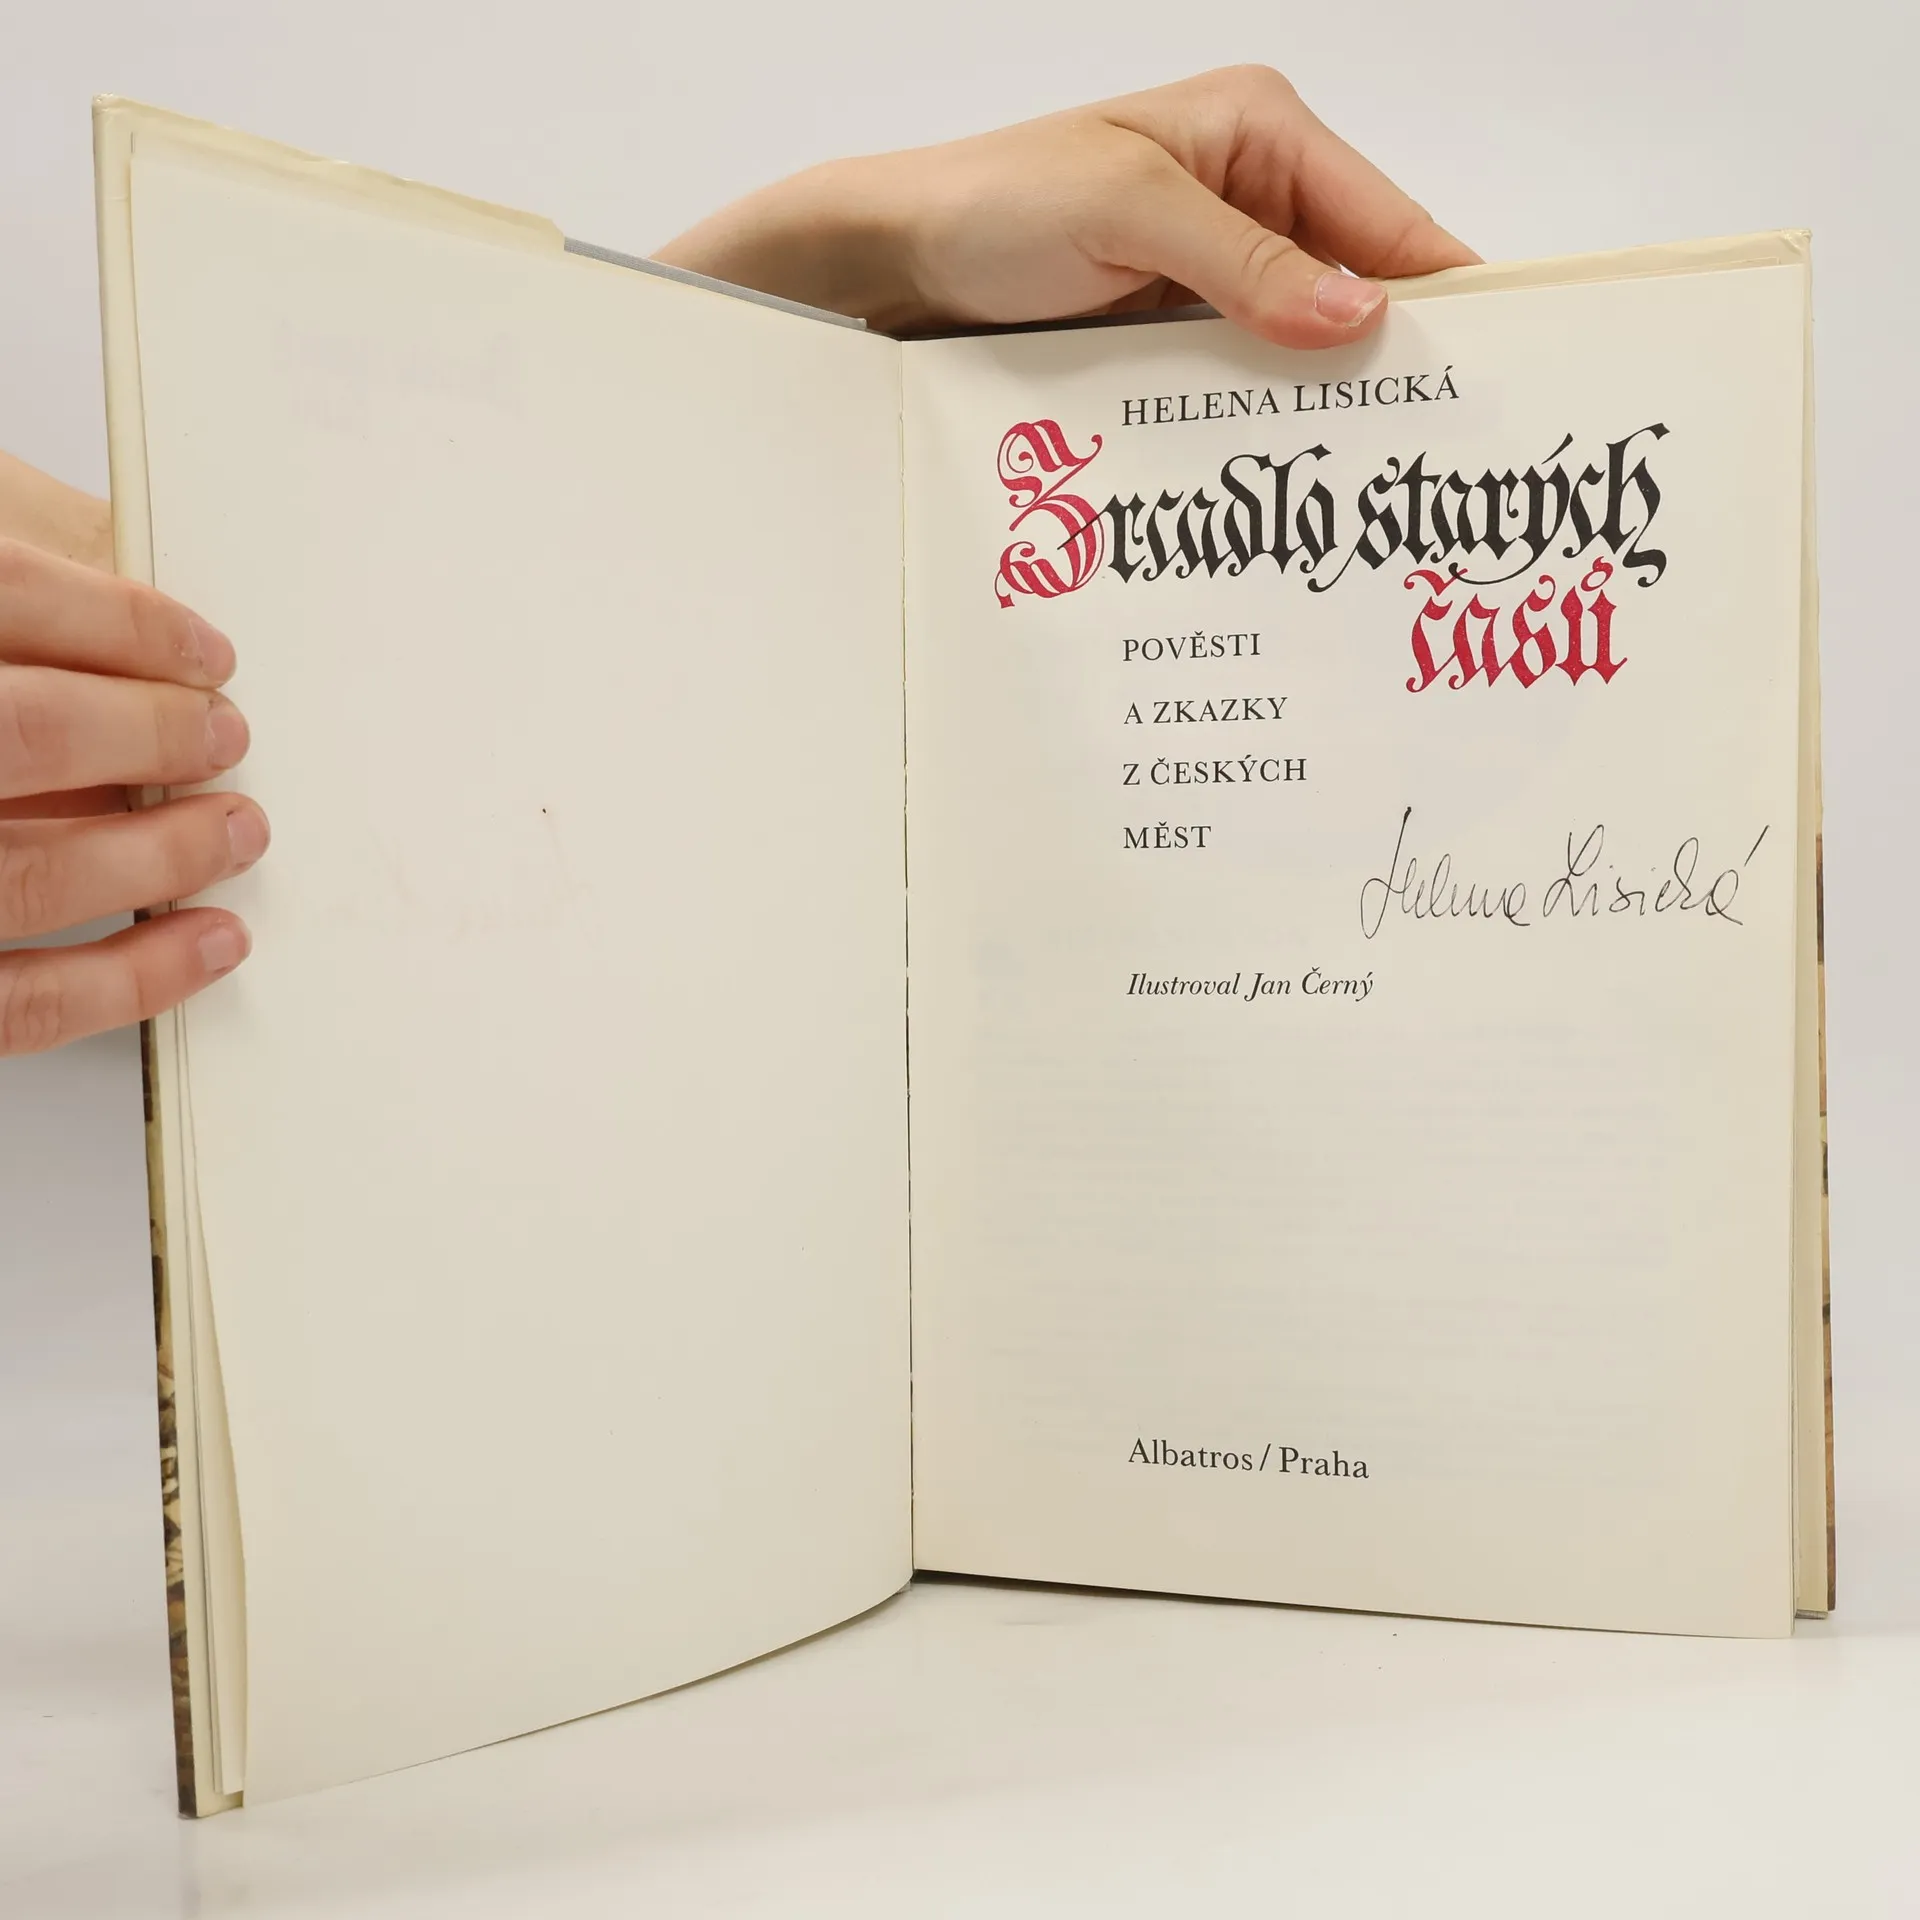 HELENA LISICKÁ
Zrcadlo starých
časů
POVĚSTI
A ZKAZKY
Z ČESKÝCH
MĚST
Helena Lisická
Ilustroval Jan Černý
Albatros / Praha